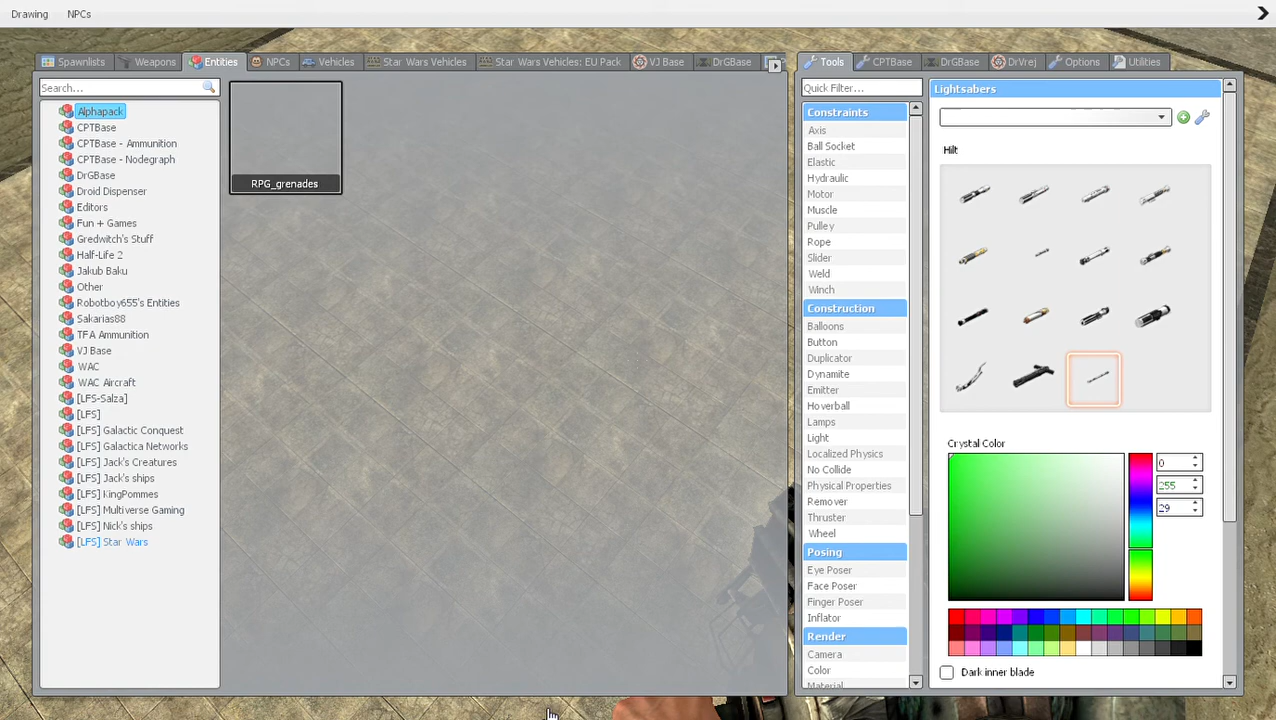 Drawing NPCs
Spawnlists Weapons Entities NPCs Vehicles Star Wars Vehicles Star Wars Vehicles: EU Pack VJ Base DrGBase
Search...
Alphapack
CPTBase
CPTBase - Ammunition
CPTBase - Nodegraph
DrGBase
Droid Dispenser
Editors
Fun + Games
Gredwitch's Stuff
Half-Life 2
Jakub Baku
Other
Robotboy655's Entities
Sakarias88
TFA Ammunition
VJ Base
WAC
WAC Aircraft
[LFS-Salza]
[LFS]
[LFS] Galactic Conquest
[LFS] Galactica Networks
[LFS] Jack's Creatures
[LFS] Jack's ships
[LFS] KingPommes
[LFS] Multiverse Gaming
[LFS] Nick's ships
[LFS] Star Wars
RPG_grenades
Tools CPTBase DrGBase DrVrej Options Utilities
Quick Filter...
Constraints
Axis
Ball Socket
Elastic
Hydraulic
Motor
Muscle
Pulley
Rope
Slider
Weld
Winch
Construction
Balloons
Button
Duplicator
Dynamite
Emitter
Hoverball
Lamps
Light
Localized Physics
No Collide
Physical Properties
Remover
Thruster
Wheel
Posing
Eye Poser
Face Poser
Finger Poser
Inflator
Render
Camera
Color
Material
Lightsabers
Hilt
Crystal Color
0
255
29
Dark inner blade